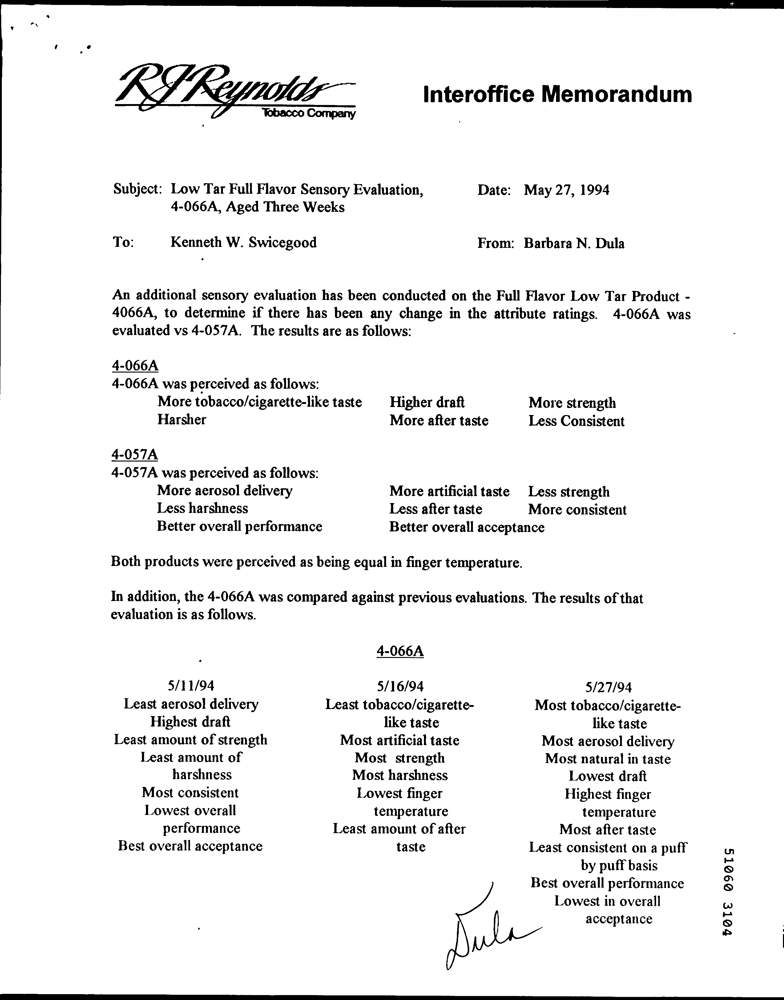 RJReynolds
Tobacco Company
Interoffice Memorandum
Subject: Low Tar Full Flavor Sensory Evaluation, Date: May 27, 1994
4-066A, Aged Three Weeks
To: Kenneth W. Swicegood From: Barbara N. Dula
An additional sensory evaluation has been conducted on the Full Flavor Low Tar Product -
4066A, to determine if there has been any change in the attribute ratings. 4-066A was
evaluated vs 4-057A. The results are as follows:
4-066A
4-066A was perceived as follows:
More tobacco/cigarette-like taste Higher draft More strength
Harsher More after taste Less Consistent
4-057A
4-057A was perceived as follows:
More aerosol delivery More artificial taste Less strength
Less harshness Less after taste More consistent
Better overall performance Better overall acceptance
Both products were perceived as being equal in finger temperature.
In addition, the 4-066A was compared against previous evaluations. The results of that
evaluation is as follows.
4-066A
5/11/94
Least aerosol delivery
Highest draft
Least amount of strength
Least amount of
harshness
Most consistent
Lowest overall
performance
Best overall acceptance
5/16/94
Least tobacco/cigarette-
like taste
Most artificial taste
Most strength
Most harshness
Lowest finger
temperature
Least amount of after
taste
5/27/94
Most tobacco/cigarette-
like taste
Most aerosol delivery
Most natural in taste
Lowest draft
Highest finger
temperature
Most after taste
Least consistent on a puff
by puff basis
Best overall performance
Lowest in overall
acceptance
Dula
51060 3104